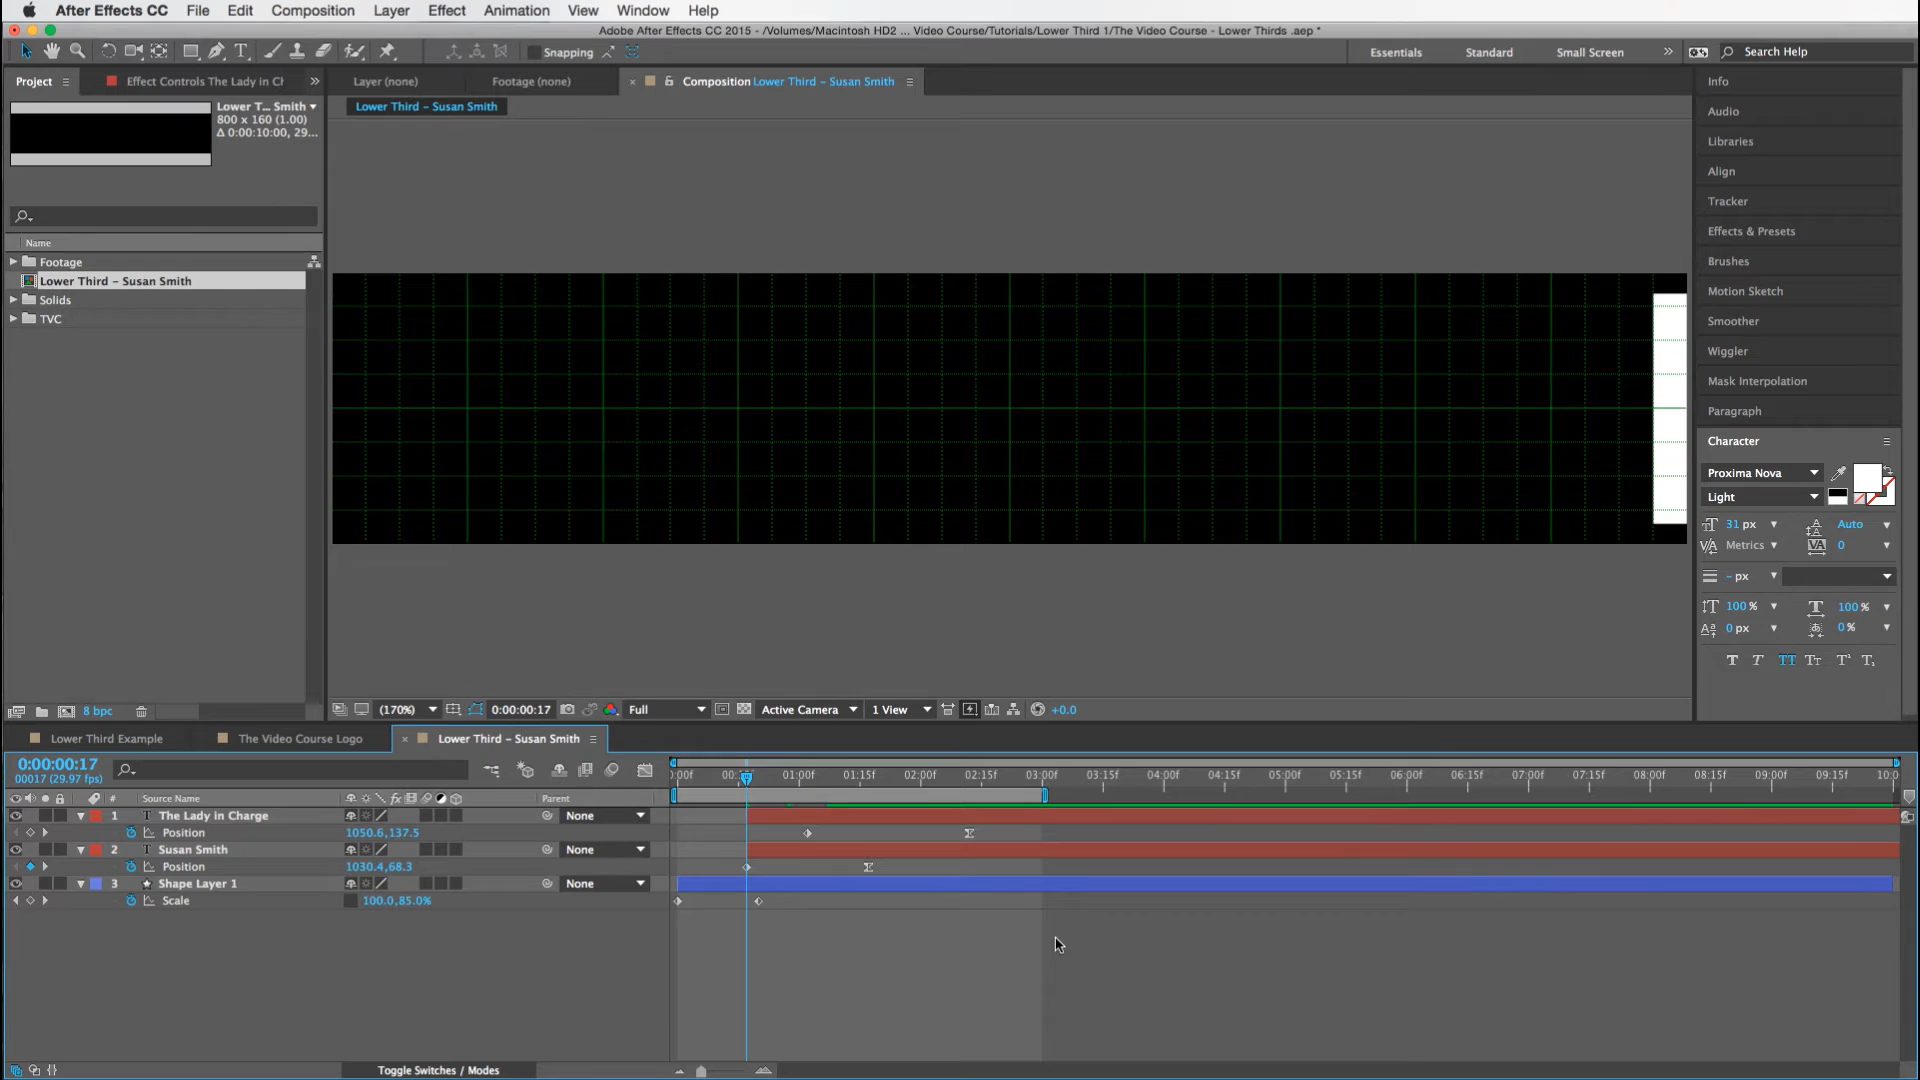 After Effects CC File Edit Composition Layer Effect Animation View Window Help
Adobe After Effects CC 2015 - /Volumes/Macintosh HD2 ... Video Course/Tutorials/Lower Third 1/The Video Course - Lower Thirds .aep *
Snapping Essentials Standard Small Screen Search Help
Project Effect Controls The Lady in Cl Layer (none) Footage (none) Composition Lower Third – Susan Smith Info
Lower T... Smith Lower Third – Susan Smith
800 x 160 (1.00)
Δ 0:00:10:00, 29...
Audio
Libraries
Align
Tracker
Effects & Presets
Brushes
Motion Sketch
Smoother
Wiggler
Mask Interpolation
Paragraph
Character
Proxima Nova
Light
31 px Auto
Metrics 0
- px
100 % 100 %
0 px 0 %
T T TT Tt T¹ T₁
Name
Footage
Lower Third – Susan Smith
Solids
TVC
8 bpc (170%) 0:00:00:17 Full Active Camera 1 View +0.0
Lower Third Example The Video Course Logo Lower Third – Susan Smith
0:00:00:17
00017 (29.97 fps)
:00f 01:00f 01:15f 02:00f 02:15f 03:00f 03:15f 04:00f 04:15f 05:00f 05:15f 06:00f 06:15f 07:00f 07:15f 08:00f 08:15f 09:00f 09:15f 10:0
# Source Name fx Parent
1 T The Lady in Charge None
Position 1050.6,137.5
2 T Susan Smith None
Position 1030.4,68.3
3 Shape Layer 1 None
Scale 100.0,85.0%
Toggle Switches / Modes